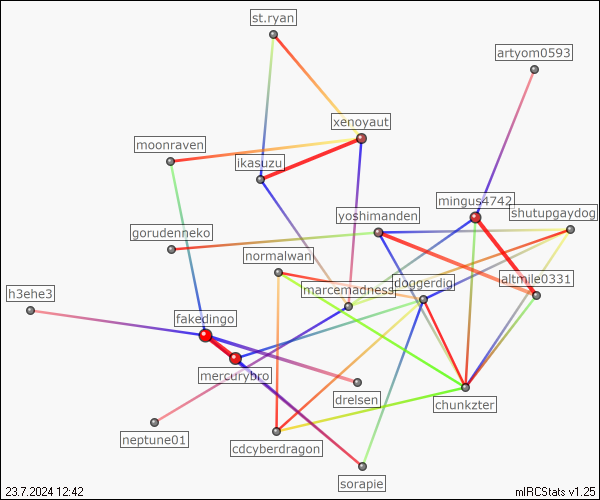 st.ryan
artyom0593
xenoyaut
moonraven
ikasuzu
mingus4742
yoshimanden
shutupgaydog
gorudenneko
normalwan
doggerdig
altmile0331
marcemadness
h3ehe3
fakedingo
mercurybro
drelsen
chunkzter
neptune01
cdcyberdragon
sorapie
23.7.2024 12:42
mIRCStats v1.25